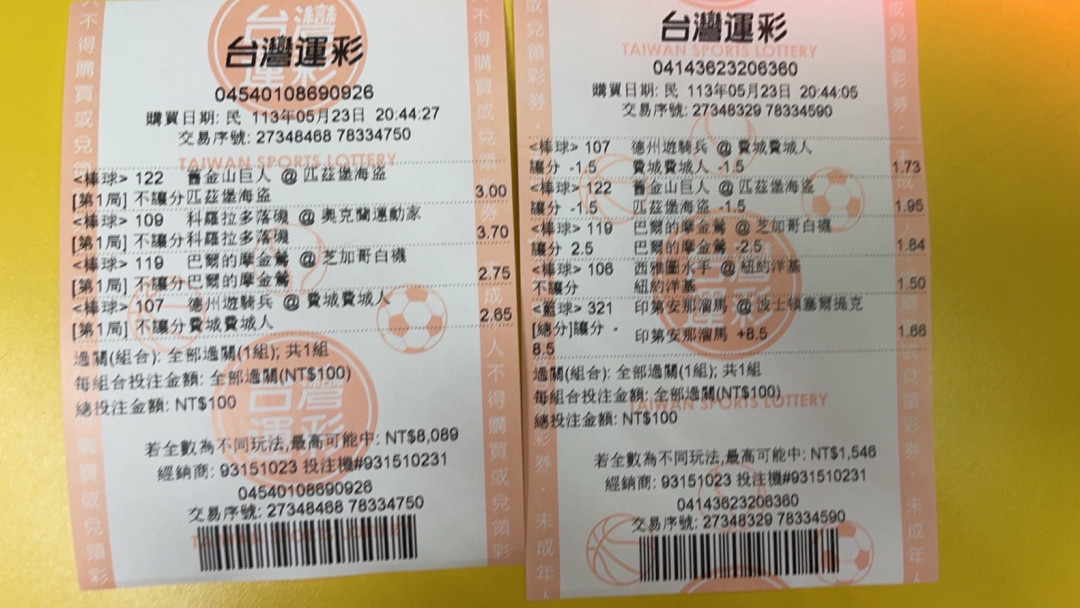 台灣運彩
04540108690926
購買日期: 民 113年05月23日 20:44:27
交易序號: 27348468 78334750
TAIWAN SPORTS LOTTERY
<棒球> 122 舊金山巨人 @ 匹茲堡海盜
[第1局] 不讓分匹茲堡海盜 3.00
<棒球> 109 科羅拉多落磯 @ 奧克蘭運動家
[第1局] 不讓分科羅拉多落磯 3.70
<棒球> 119 巴爾的摩金鶯 @ 芝加哥白襪
[第1局] 不讓分巴爾的摩金鶯 2.75
<棒球> 107 德州遊騎兵 @ 費城費城人
[第1局] 不讓分費城費城人 2.65
過關(組合): 全部過關(1組); 共1組
每組合投注金額: 全部過關(NT$100)
總投注金額: NT$100
若全數為不同玩法,最高可能中: NT$8,089
經銷商: 93151023 投注機#931510231
04540108690926
交易序號: 27348468 78334750
台灣運彩
TAIWAN SPORTS LOTTERY
04143623206360
購買日期: 民 113年05月23日 20:44:05
交易序號: 27348329 78334590
<棒球> 107 德州遊騎兵 @ 費城費城人
讓分 -1.5 費城費城人 -1.5 1.73
<棒球> 122 舊金山巨人 @ 匹茲堡海盜
讓分 -1.5 匹茲堡海盜 -1.5 1.95
<棒球> 119 巴爾的摩金鶯 @ 芝加哥白襪
讓分 2.5 巴爾的摩金鶯 -2.5 1.84
<棒球> 106 西雅圖水手 @ 紐約洋基
不讓分 紐約洋基 1.50
<籃球> 321 印第安那溜馬 @ 波士頓塞爾提克
[總分]讓分 - 印第安那溜馬 +8.5 1.66
8.5
過關(組合): 全部過關(1組); 共1組
每組合投注金額: 全部過關(NT$100)
TAIWAN SPORTS LOTTERY
總投注金額: NT$100
若全數為不同玩法,最高可能中: NT$1,546
經銷商: 93151023 投注機#931510231
04143623206360
交易序號: 27348329 78334590